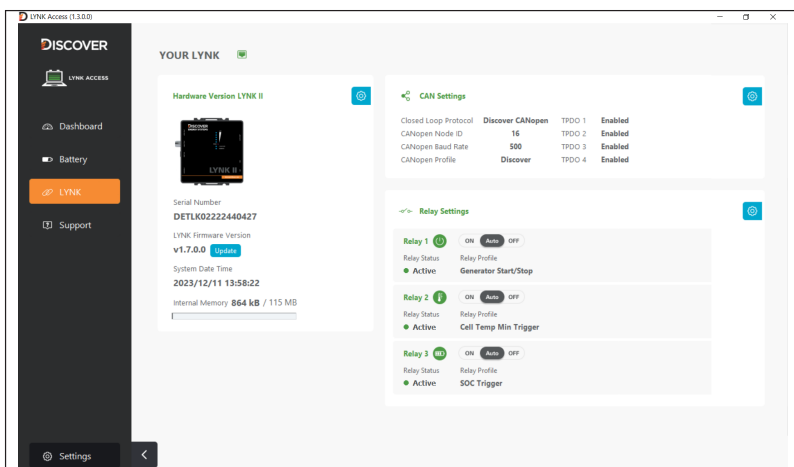 LYNK Access (1.3.0.0)
DISCOVER
LYNK ACCESS
Dashboard
Battery
LYNK
Support
Settings
YOUR LYNK
Hardware Version LYNK II
DISCOVER
LYNK II
Serial Number
DETLK02222440427
LYNK Firmware Version
v1.7.0.0 Update
System Date Time
2023/12/11 13:58:22
Internal Memory 864 kB / 115 MB
CAN Settings
Closed Loop Protocol Discover CANopen TPDO 1 Enabled
CANopen Node ID 16 TPDO 2 Enabled
CANopen Baud Rate 500 TPDO 3 Enabled
CANopen Profile Discover TPDO 4 Enabled
Relay Settings
Relay 1 ON Auto OFF
Relay Status Relay Profile
Active Generator Start/Stop
Relay 2 ON Auto OFF
Relay Status Relay Profile
Active Cell Temp Min Trigger
Relay 3 ON Auto OFF
Relay Status Relay Profile
Active SOC Trigger